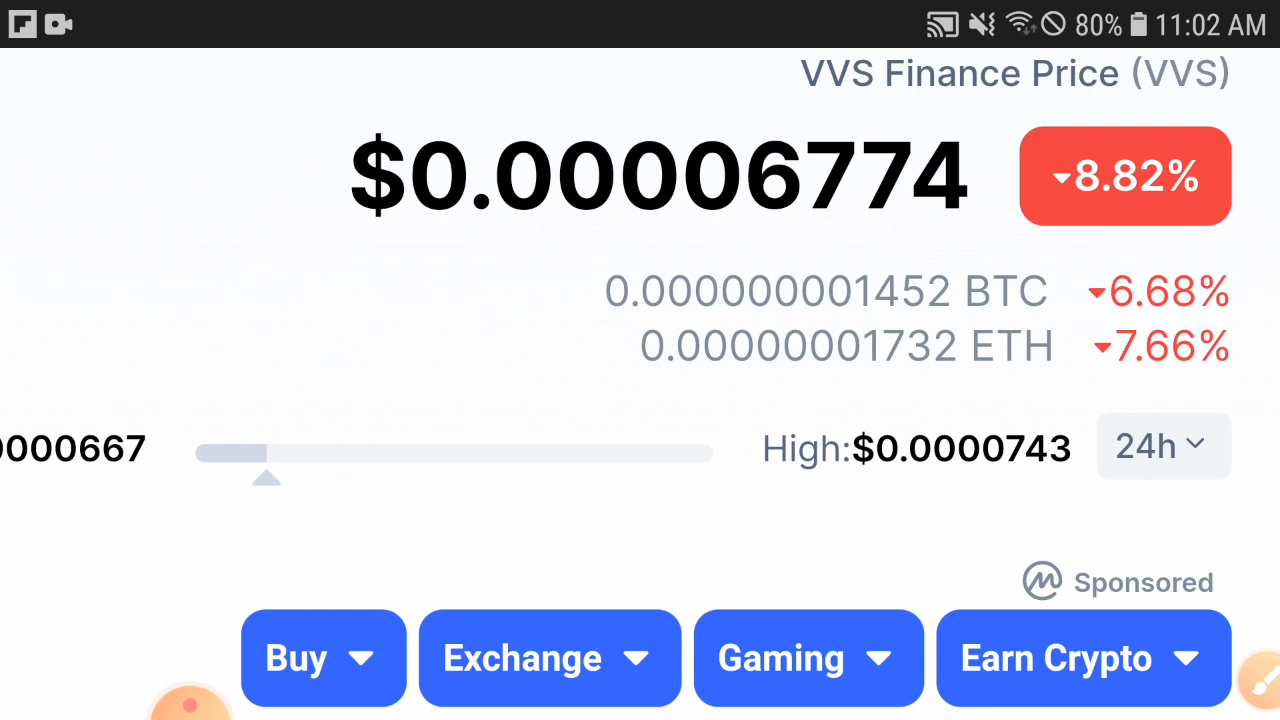 80% 11:02 AM
VVS Finance Price (VVS)
$0.00006774 8.82%
0.000000001452 BTC 6.68%
0.00000001732 ETH 7.66%
000667 High:$0.0000743 24h
Sponsored
Buy Exchange Gaming Earn Crypto